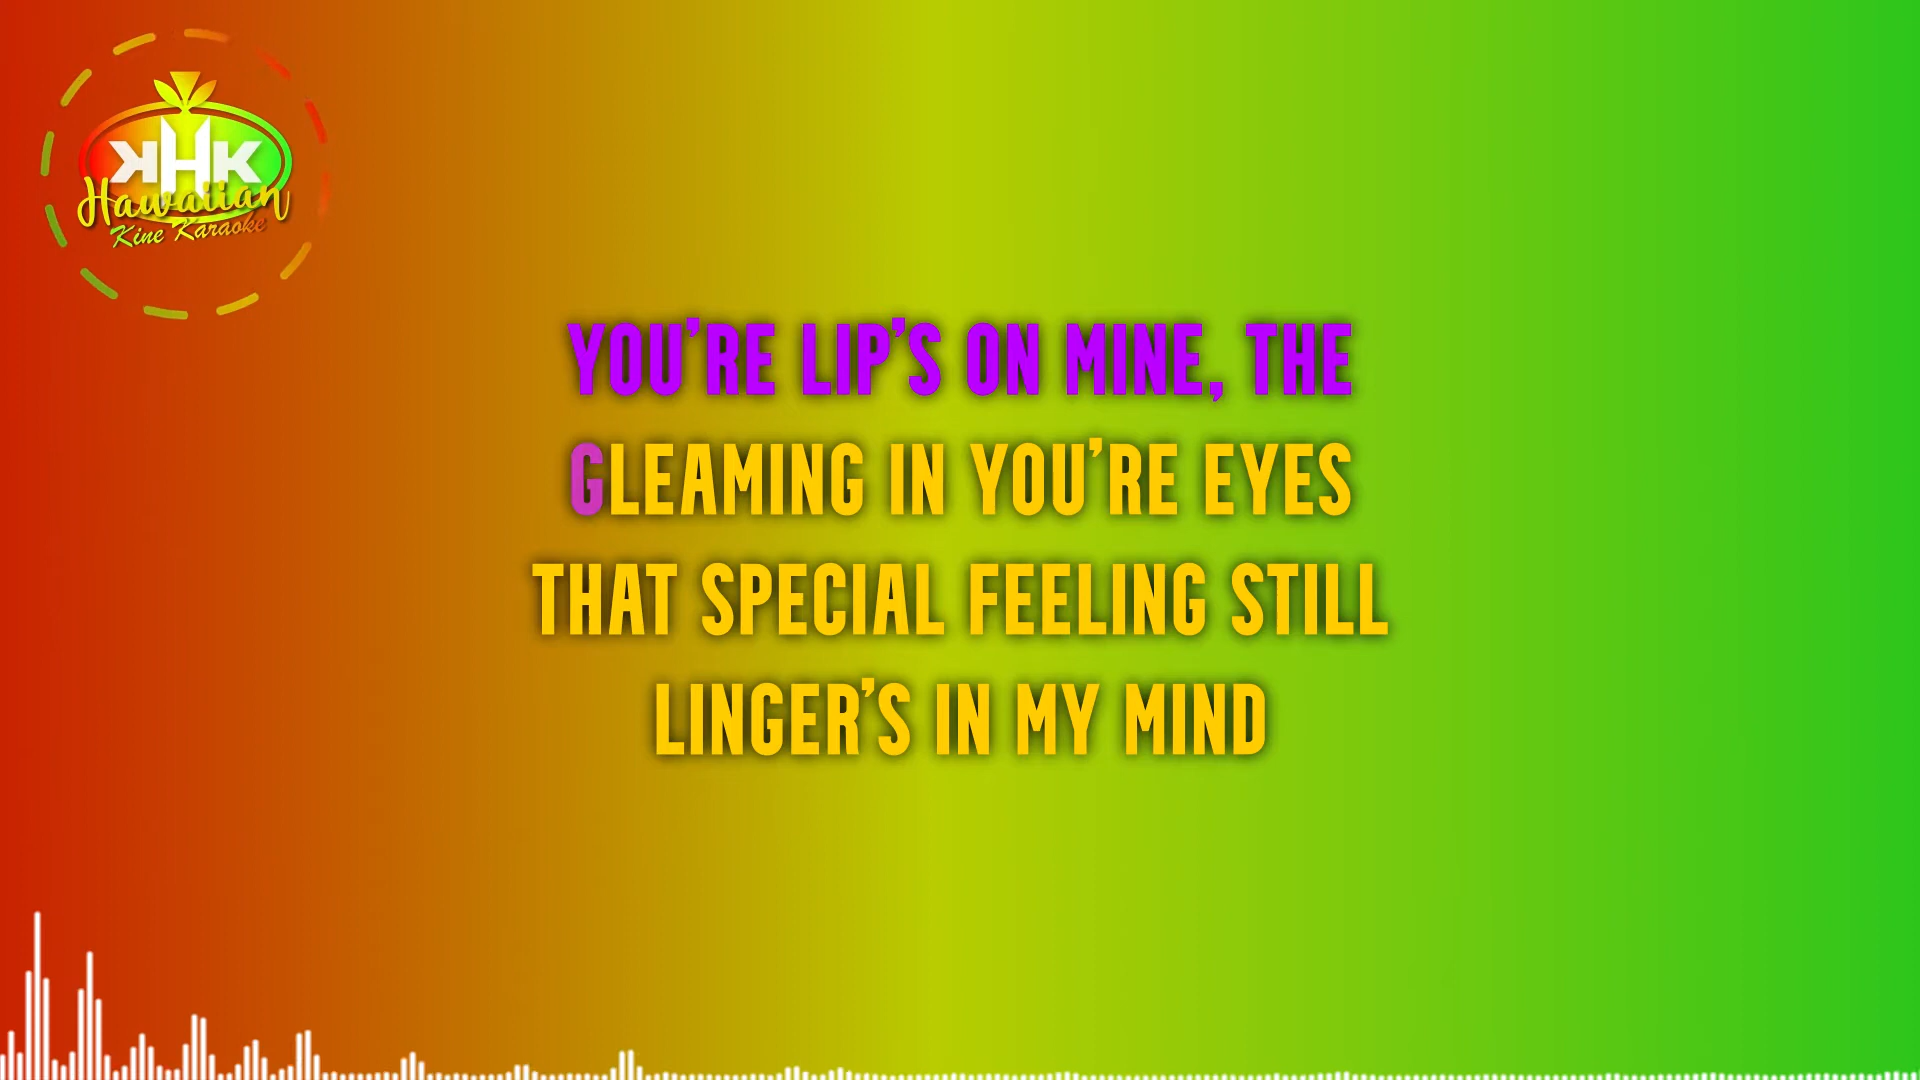 KHK
Hawaiian
Kine Karaoke
YOU'RE LIP'S ON MINE, THE
GLEAMING IN YOU'RE EYES
THAT SPECIAL FEELING STILL
LINGER'S IN MY MIND